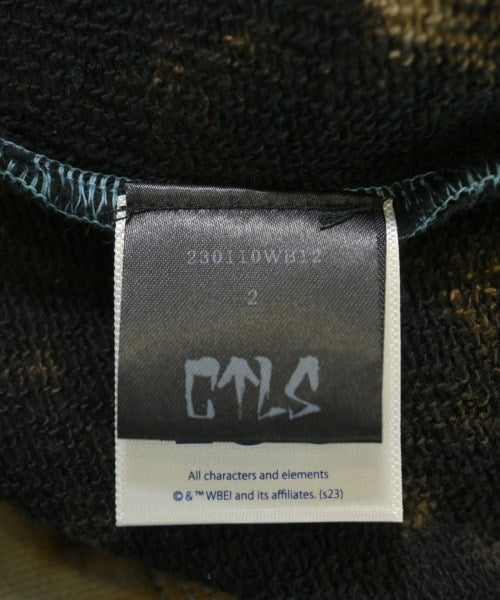 230110WB12
2
CTLS
All characters and elements
© & ™ WBEI and its affiliates. (s23)